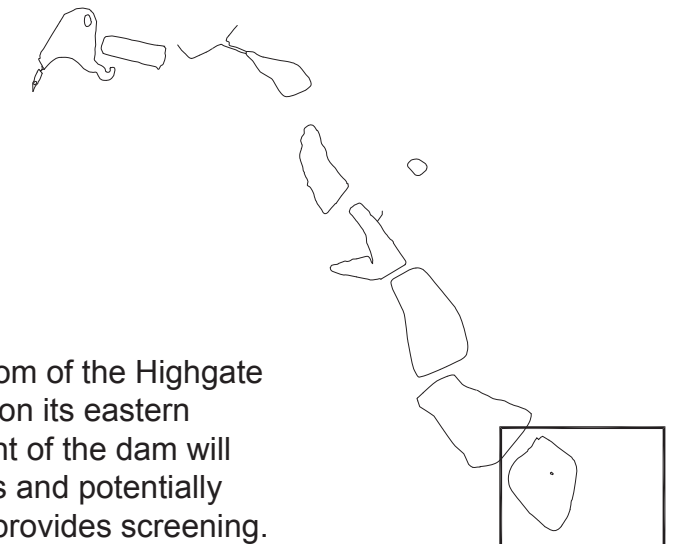 om of the Highgate
on its eastern
nt of the dam will
s and potentially
provides screening.